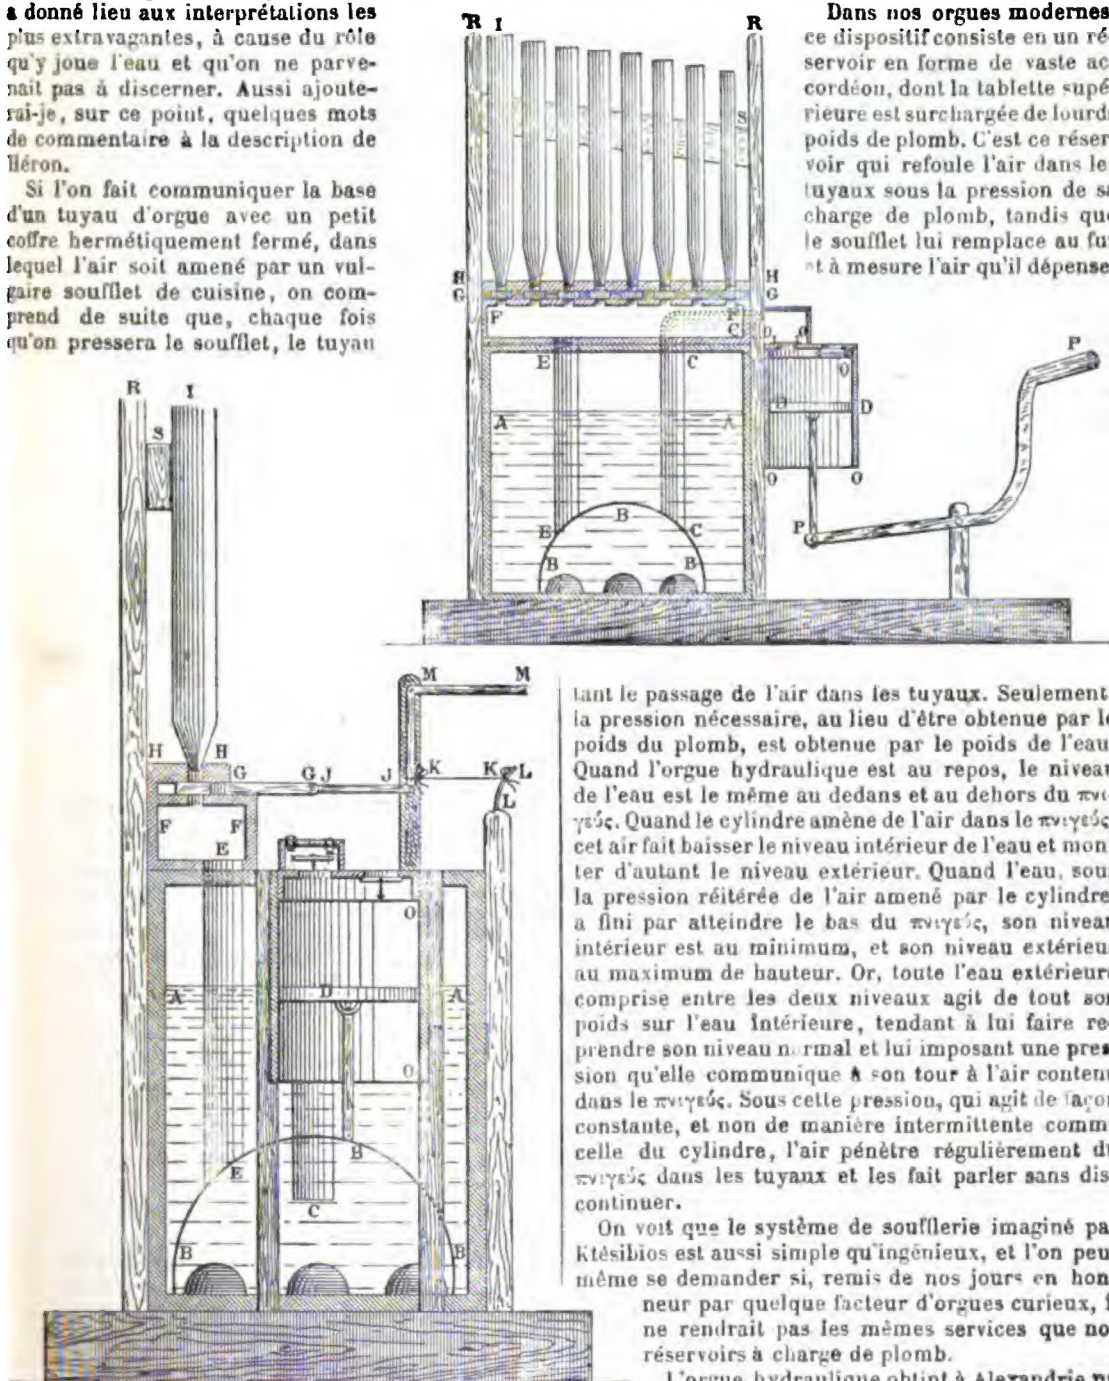 a donné lieu aux interprétations les
plus extravagantes, à cause du rôle
qu'y joue l'eau et qu'on ne parve-
nait pas à discerner. Aussi ajoute-
rai-je, sur ce point, quelques mots
de commentaire à la description de
Héron.
Si l'on fait communiquer la base
d'un tuyau d'orgue avec un petit
coffre hermétiquement fermé, dans
lequel l'air soit amené par un vul-
gaire soufflet de cuisine, on com-
prend de suite que, chaque fois
qu'on pressera le soufflet, le tuyau
R I R
S
H H
G G
F F
C
E C
O
A A
D D
O O
E B C
B B
P
P
Dans nos orgues modernes
ce dispositif consiste en un ré-
servoir en forme de vaste ac
cordéon, dont la tablette supé
rieure est surchargée de lourds
poids de plomb. C'est ce réser
voir qui refoule l'air dans le
tuyaux sous la pression de sa
charge de plomb, tandis que
le soufflet lui remplace au fur
et à mesure l'air qu'il dépense
R I
S
M M
H H
G G J J K K L
L
F F
E
O
A D A
O
E B
C
B B
tant le passage de l'air dans les tuyaux. Seulement
la pression nécessaire, au lieu d'être obtenue par le
poids du plomb, est obtenue par le poids de l'eau
Quand l'orgue hydraulique est au repos, le niveau
de l'eau est le même au dedans et au dehors du πνι-
γεύς. Quand le cylindre amène de l'air dans le πνιγεύς
cet air fait baisser le niveau intérieur de l'eau et mon
ter d'autant le niveau extérieur. Quand l'eau, sous
la pression réitérée de l'air amené par le cylindre
a fini par atteindre le bas du πνιγεύς, son niveau
intérieur est au minimum, et son niveau extérieu
au maximum de hauteur. Or, toute l'eau extérieure
comprise entre les deux niveaux agit de tout son
poids sur l'eau intérieure, tendant à lui faire re
prendre son niveau normal et lui imposant une pres
sion qu'elle communique à son tour à l'air contenu
dans le πνιγεύς. Sous cette pression, qui agit de façon
constante, et non de manière intermittente comm
celle du cylindre, l'air pénètre régulièrement du
πνιγεύς dans les tuyaux et les fait parler sans dis
continuer.
On voit que le système de soufflerie imaginé pa
Ktèsibios est aussi simple qu'ingénieux, et l'on peu
même se demander si, remis de nos jours en hon
neur par quelque facteur d'orgues curieux, i
ne rendrait pas les mêmes services que no
réservoirs à charge de plomb.
L'orgue hydraulique obtint à Alexandrie